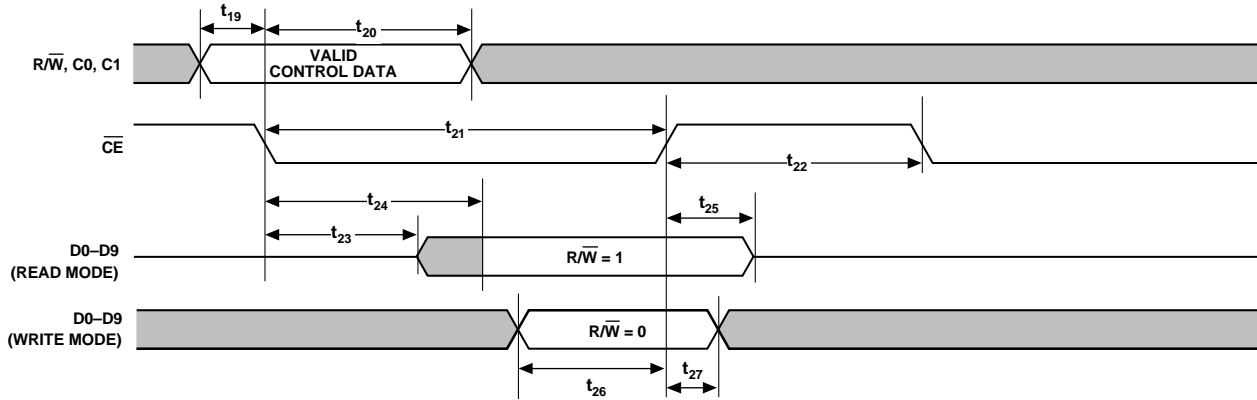 t19
t20
R/W̅, C0, C1
VALID
CONTROL DATA
t21
C̅E̅
t22
t24
t25
t23
D0–D9
(READ MODE)
R/W̅ = 1
D0–D9
(WRITE MODE)
R/W̅ = 0
t26
t27